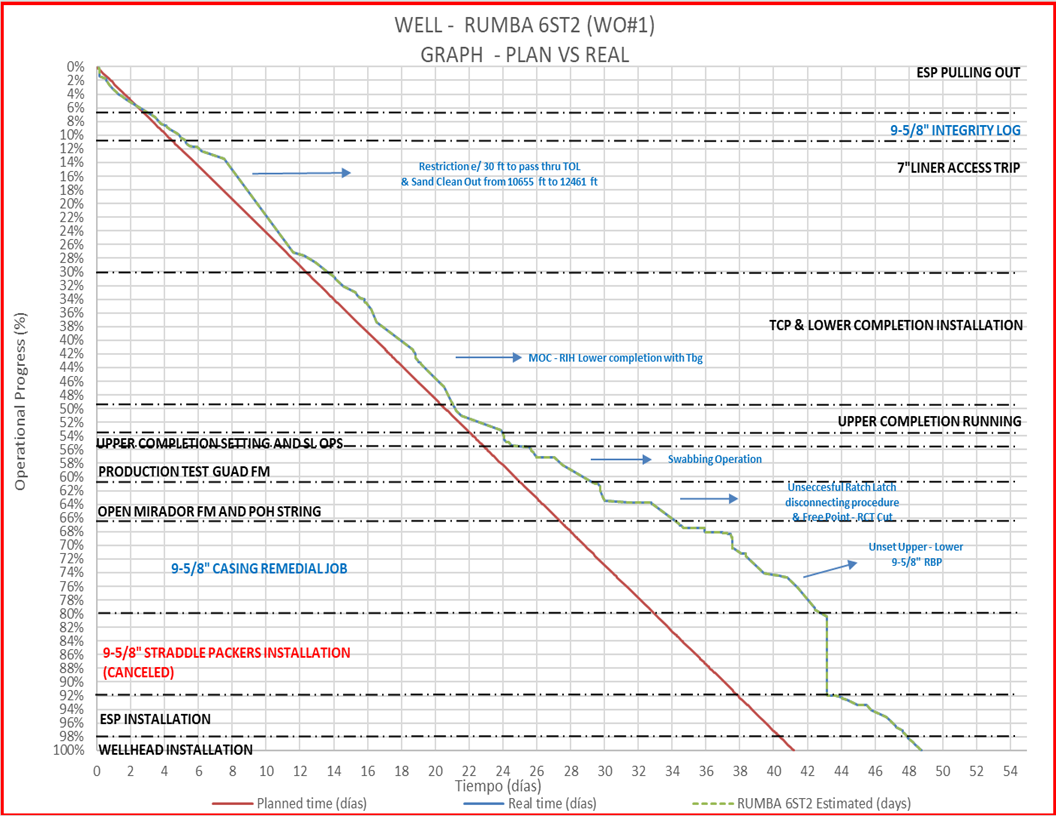 WELL - RUMBA 6ST2 (WO#1)
GRAPH - PLAN VS REAL
Operational Progress (%)
0%
2%
4%
6%
8%
10%
12%
14%
16%
18%
20%
22%
24%
26%
28%
30%
32%
34%
36%
38%
40%
42%
44%
46%
48%
50%
52%
54%
56%
58%
60%
62%
64%
66%
68%
70%
72%
74%
76%
78%
80%
82%
84%
86%
88%
90%
92%
94%
96%
98%
100%
ESP PULLING OUT
9-5/8" INTEGRITY LOG
7"LINER ACCESS TRIP
Restriction e/ 30 ft to pass thru TOL
& Sand Clean Out from 10655 ft to 12461 ft
TCP & LOWER COMPLETION INSTALLATION
MOC - RIH Lower completion with Tbg
UPPER COMPLETION RUNNING
UPPER COMPLETION SETTING AND SL OPS
Swabbing Operation
PRODUCTION TEST GUAD FM
Unseccesful Ratch Latch
disconnecting procedure
& Free Point - RCT Cut
OPEN MIRADOR FM AND POH STRING
Unset Upper - Lower
9-5/8" RBP
9-5/8" CASING REMEDIAL JOB
9-5/8" STRADDLE PACKERS INSTALLATION
(CANCELED)
ESP INSTALLATION
WELLHEAD INSTALLATION
0 2 4 6 8 10 12 14 16 18 20 22 24 26 28 30 32 34 36 38 40 42 44 46 48 50 52 54
Tiempo (días)
Planned time (días) Real time (días) RUMBA 6ST2 Estimated (days)